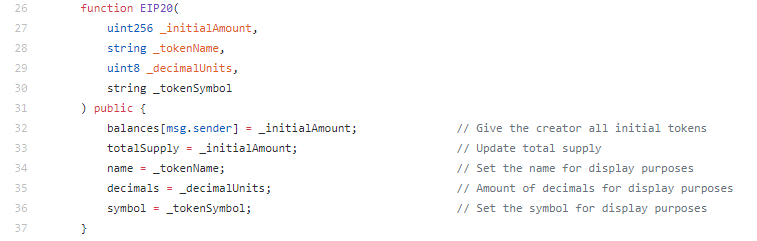 26 function EIP20(
27 uint256 _initialAmount,
28 string _tokenName,
29 uint8 _decimalUnits,
30 string _tokenSymbol
31 ) public {
32 balances[msg.sender] = _initialAmount; // Give the creator all initial tokens
33 totalSupply = _initialAmount; // Update total supply
34 name = _tokenName; // Set the name for display purposes
35 decimals = _decimalUnits; // Amount of decimals for display purposes
36 symbol = _tokenSymbol; // Set the symbol for display purposes
37 }